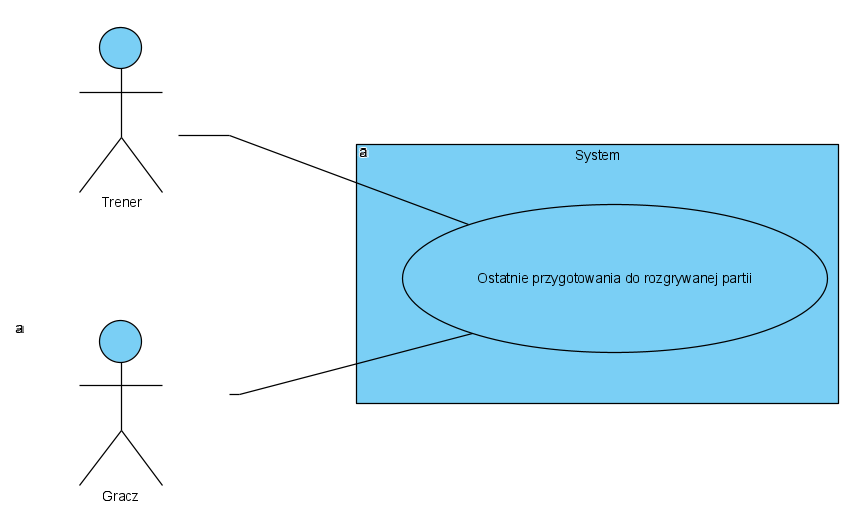 Trener
a
System
Ostatnie przygotowania do rozgrywanej partii
a
Gracz